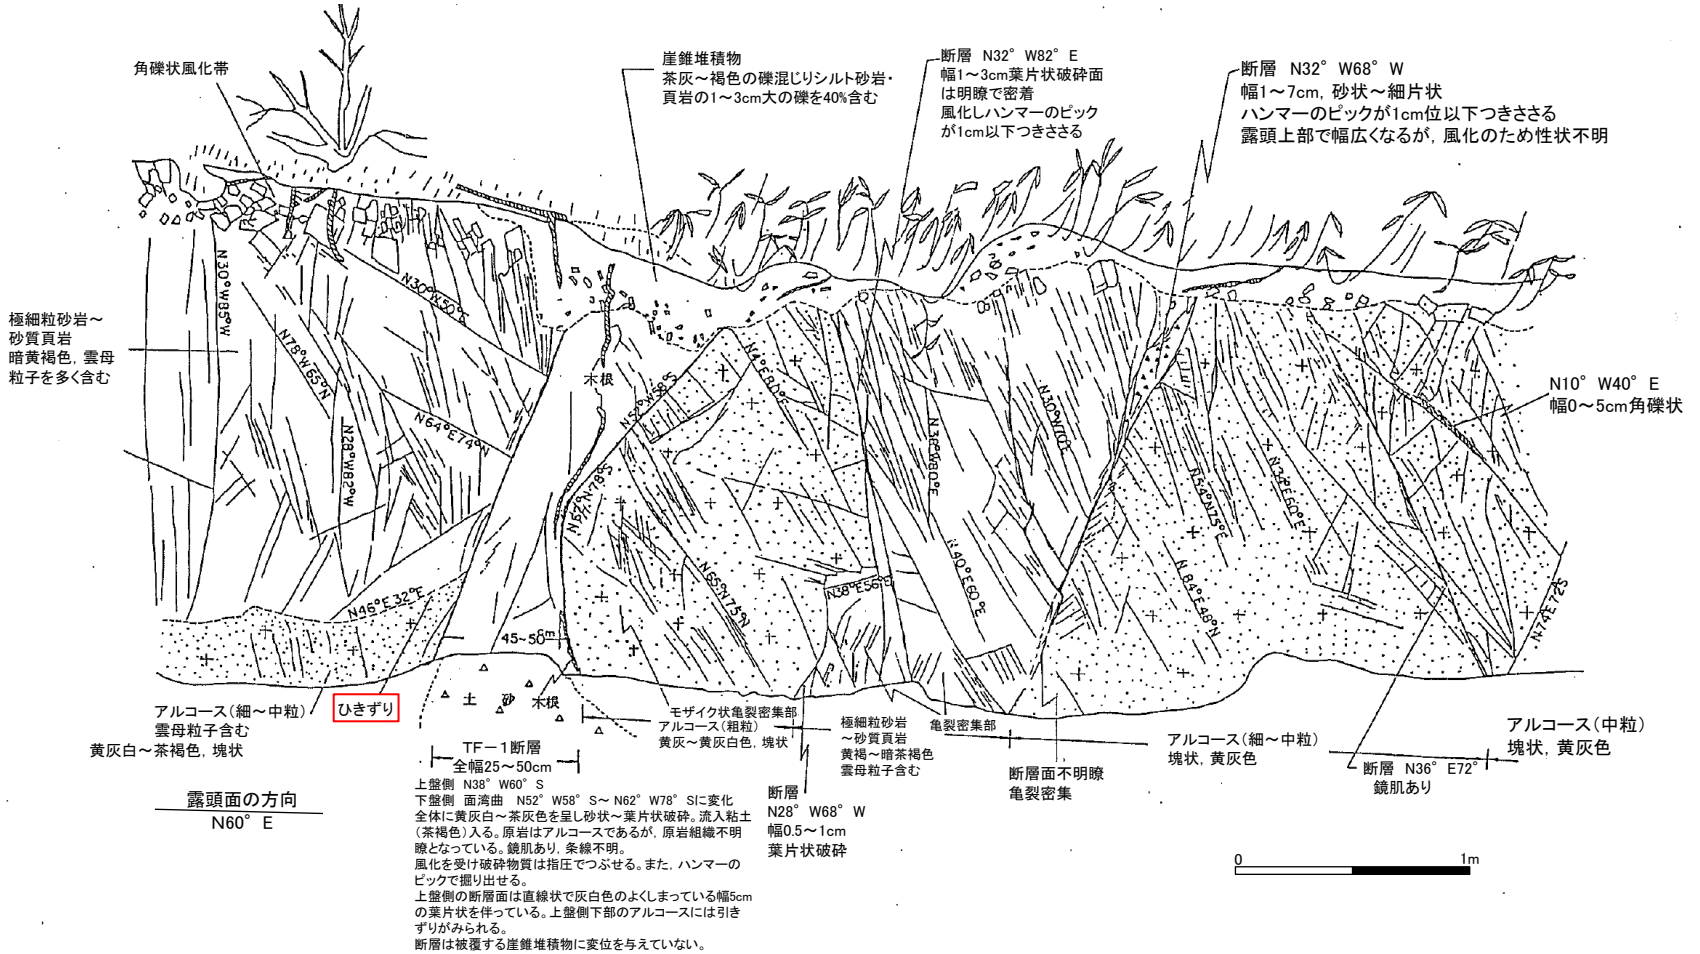 角礫状風化帯
崖錐堆積物
茶灰～褐色の礫混じりシルト砂岩・
頁岩の1～3cm大の礫を40%含む
断層 N32° W82° E
幅1～3cm葉片状破砕面
は明瞭で密着
風化しハンマーのピック
が1cm以下つきささる
断層 N32° W68° W
幅1～7cm, 砂状～細片状
ハンマーのピックが1cm位以下つきささる
露頭上部で幅広くなるが, 風化のため性状不明
極細粒砂岩～
砂質頁岩
暗黄褐色, 雲母
粒子を多く含む
N30°W85°W
N78°W65°N
N30°W50°E
N64°E74°N
N28°W82°W
N46°E32°E
木根
N52°W58°S
N62°W78°S
N4°E80°E
N65°N75°N
N38°E56°E
N36°W80°E
N40°E60°E
N30°W70°E
N54°N75°E
N34°E60°E
N84°E48°N
N74E72S
N10° W40° E
幅0～5cm角礫状
45～50cm
土 砂 木根
ひきずり
アルコース(細～中粒)
雲母粒子含む
黄灰白～茶褐色, 塊状
モザイク状亀裂密集部
アルコース(粗粒)
黄灰～黄灰白色, 塊状
極細粒砂岩
～砂質頁岩
黄褐～暗茶褐色
雲母粒子含む
亀裂密集部
断層面不明瞭
亀裂密集
アルコース(細～中粒)
塊状, 黄灰色
アルコース(中粒)
塊状, 黄灰色
断層 N36° E72°
鏡肌あり
TF－1断層
全幅25～50cm
上盤側 N38° W60° S
下盤側 面湾曲 N52° W58° S～ N62° W78° Sに変化
全体に黄灰白～茶灰色を呈し砂状～葉片状破砕。流入粘土
(茶褐色)入る。原岩はアルコースであるが, 原岩組織不明
瞭となっている。鏡肌あり, 条線不明。
風化を受け破砕物質は指圧でつぶせる。また, ハンマーの
ピックで掘り出せる。
上盤側の断層面は直線状で灰白色のよくしまっている幅5cm
の葉片状を伴っている。上盤側下部のアルコースには引き
ずりがみられる。
断層は被覆する崖錐堆積物に変位を与えていない。
断層
N28° W68° W
幅0.5～1cm
葉片状破砕
露頭面の方向
N60° E
0 1m